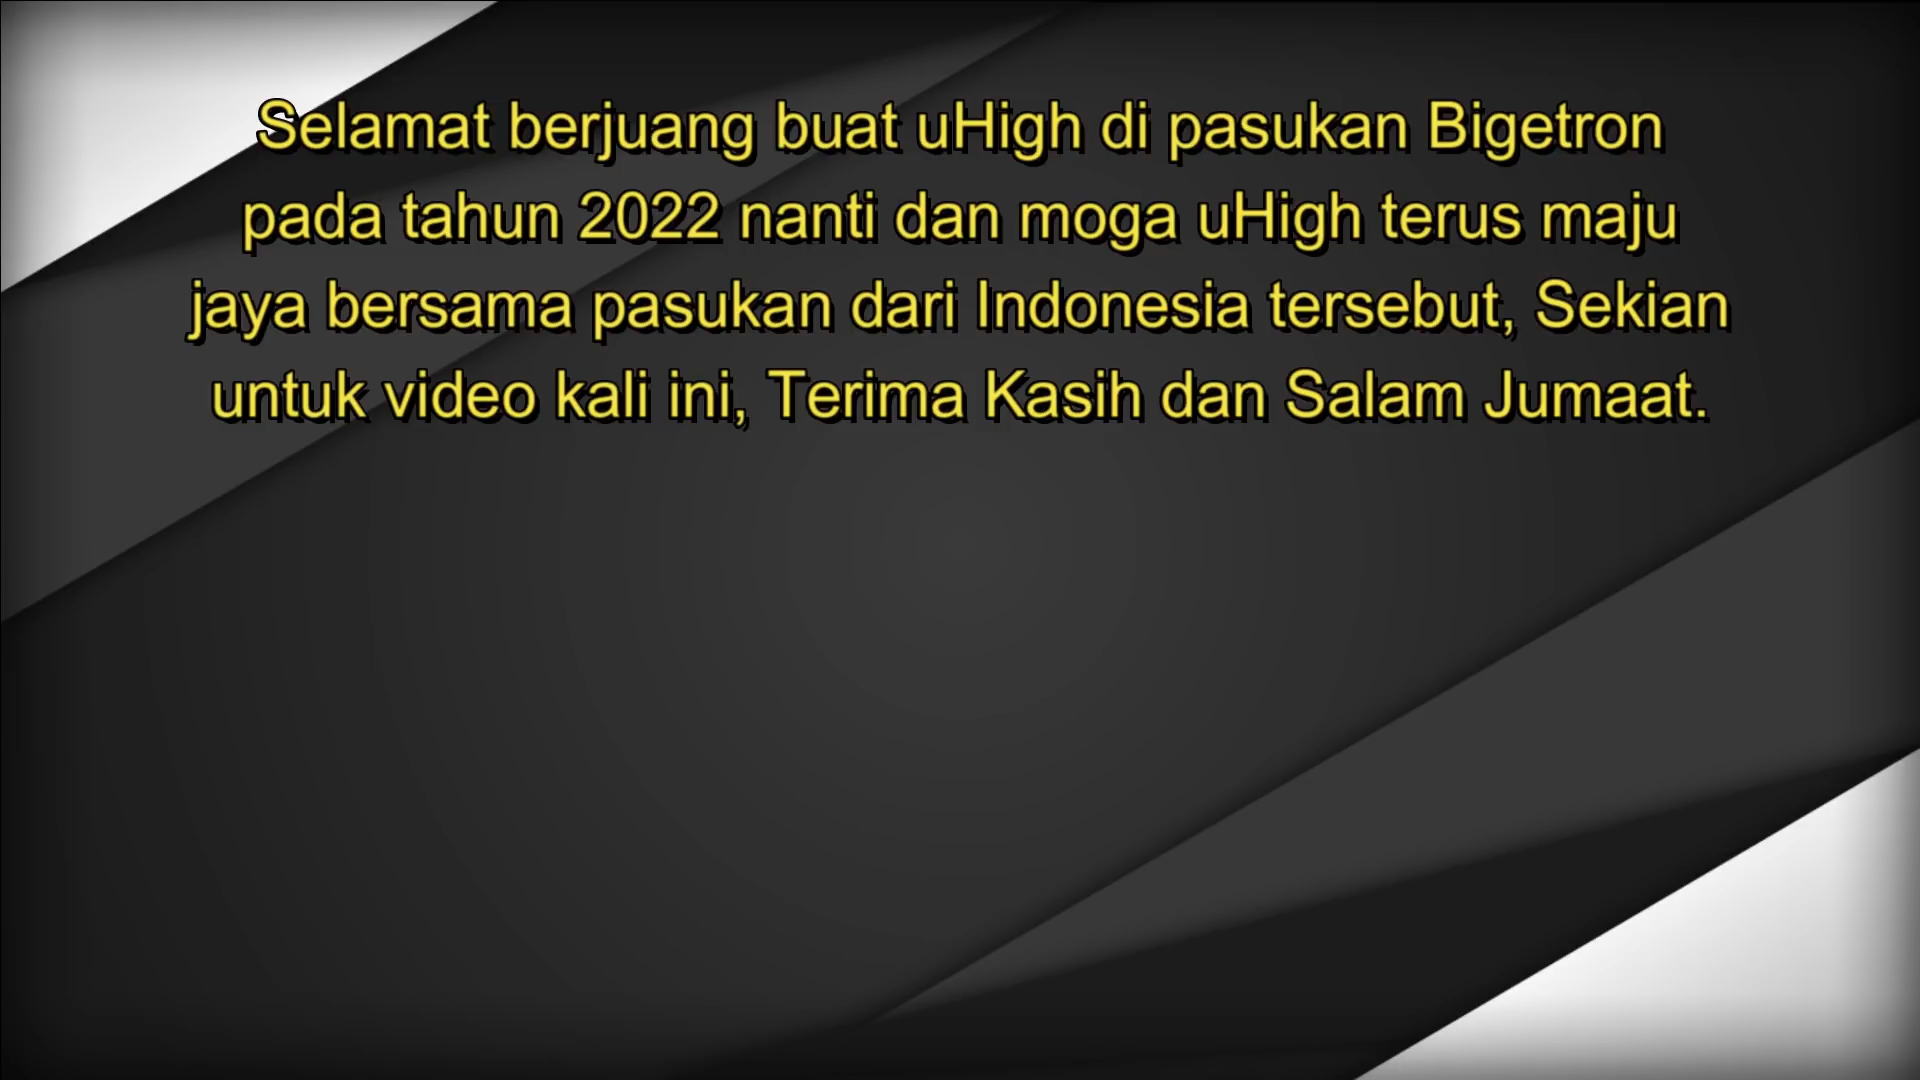 Selamat berjuang buat uHigh di pasukan Bigetron
pada tahun 2022 nanti dan moga uHigh terus maju
jaya bersama pasukan dari Indonesia tersebut, Sekian
untuk video kali ini, Terima Kasih dan Salam Jumaat.